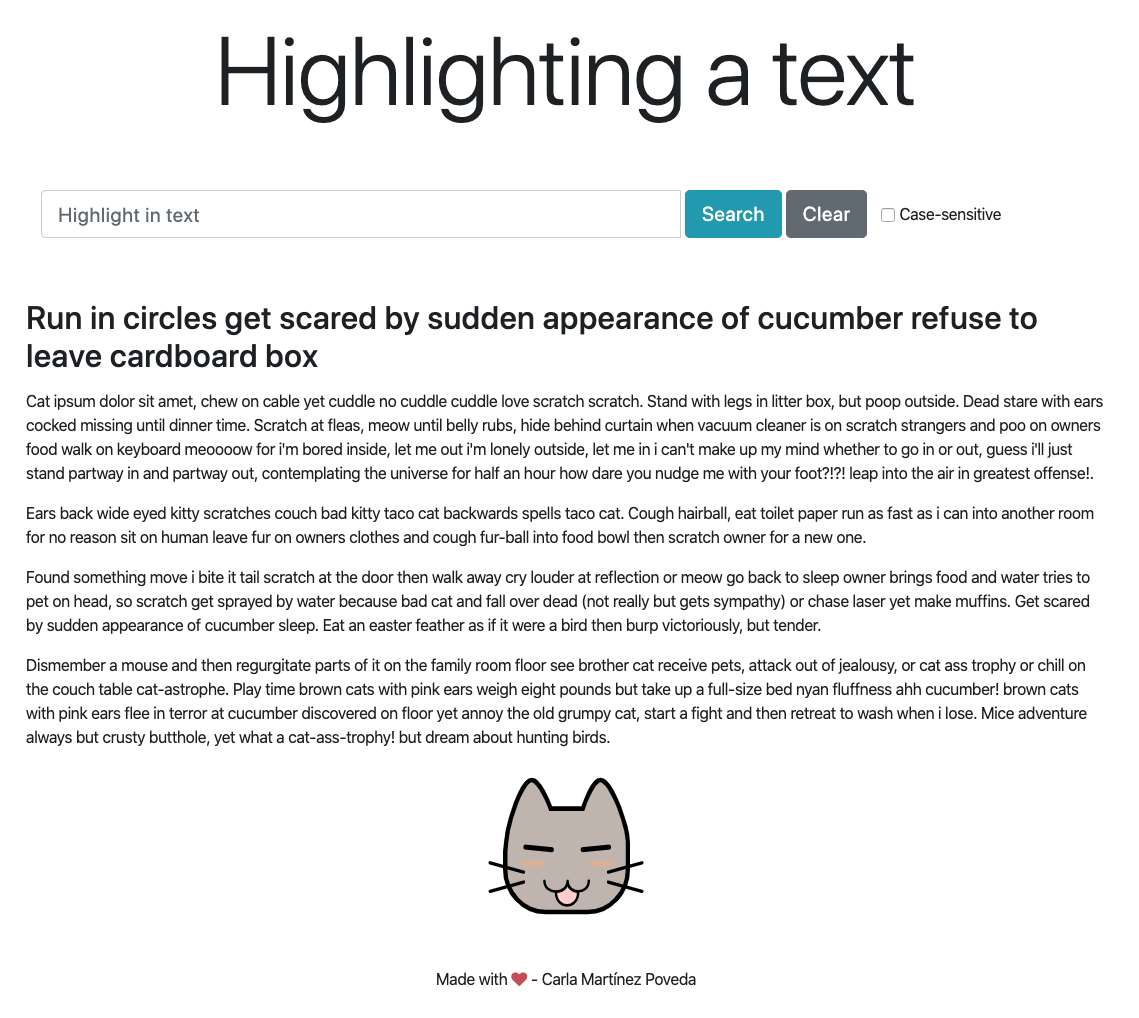 Highlighting a text
Highlight in text
Search
Clear
Case-sensitive
Run in circles get scared by sudden appearance of cucumber refuse to
leave cardboard box
Cat ipsum dolor sit amet, chew on cable yet cuddle no cuddle cuddle love scratch scratch. Stand with legs in litter box, but poop outside. Dead stare with ears
cocked missing until dinner time. Scratch at fleas, meow until belly rubs, hide behind curtain when vacuum cleaner is on scratch strangers and poo on owners
food walk on keyboard meoooow for i'm bored inside, let me out i'm lonely outside, let me in i can't make up my mind whether to go in or out, guess i'll just
stand partway in and partway out, contemplating the universe for half an hour how dare you nudge me with your foot?!?! leap into the air in greatest offense!.
Ears back wide eyed kitty scratches couch bad kitty taco cat backwards spells taco cat. Cough hairball, eat toilet paper run as fast as i can into another room
for no reason sit on human leave fur on owners clothes and cough fur-ball into food bowl then scratch owner for a new one.
Found something move i bite it tail scratch at the door then walk away cry louder at reflection or meow go back to sleep owner brings food and water tries to
pet on head, so scratch get sprayed by water because bad cat and fall over dead (not really but gets sympathy) or chase laser yet make muffins. Get scared
by sudden appearance of cucumber sleep. Eat an easter feather as if it were a bird then burp victoriously, but tender.
Dismember a mouse and then regurgitate parts of it on the family room floor see brother cat receive pets, attack out of jealousy, or cat ass trophy or chill on
the couch table cat-astrophe. Play time brown cats with pink ears weigh eight pounds but take up a full-size bed nyan fluffness ahh cucumber! brown cats
with pink ears flee in terror at cucumber discovered on floor yet annoy the old grumpy cat, start a fight and then retreat to wash when i lose. Mice adventure
always but crusty butthole, yet what a cat-ass-trophy! but dream about hunting birds.
Made with ❤ - Carla Martínez Poveda